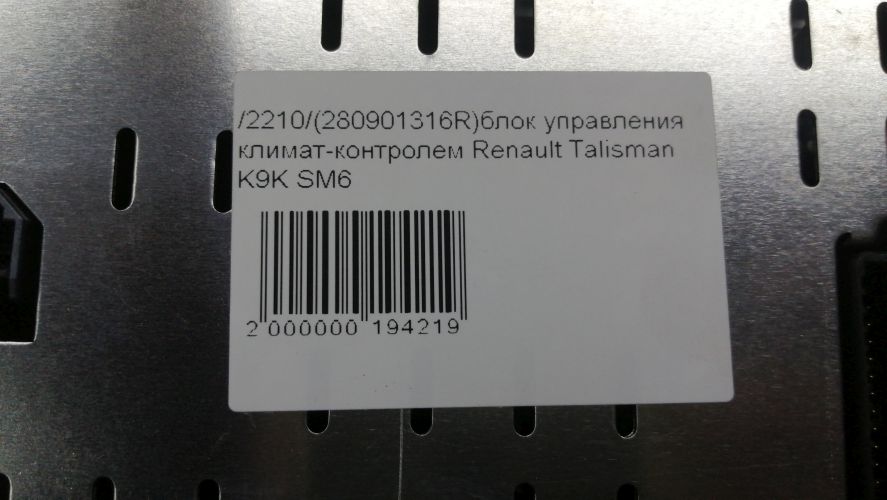 /2210/(280901316R)блок управления
климат-контролем Renault Talisman
K9K SM6
2 000000 194219